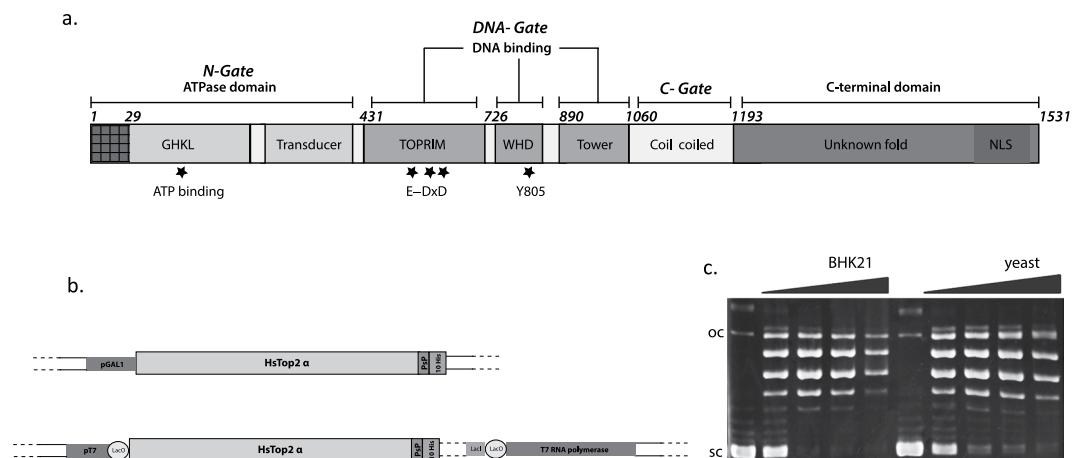 a.
DNA- Gate
DNA binding
N-Gate
ATPase domain
C- Gate
C-terminal domain
1 29 431 726 890 1060 1193 1531
GHKL Transducer TOPRIM WHD Tower Coil coiled Unknown fold NLS
ATP binding E–DxD Y805
b.
pGAL1 HsTop2 α PsP 10 His
pT7 LacO HsTop2 α PsP 10 His LacI LacO T7 RNA polymerase
c.
BHK21 yeast
OC
SC